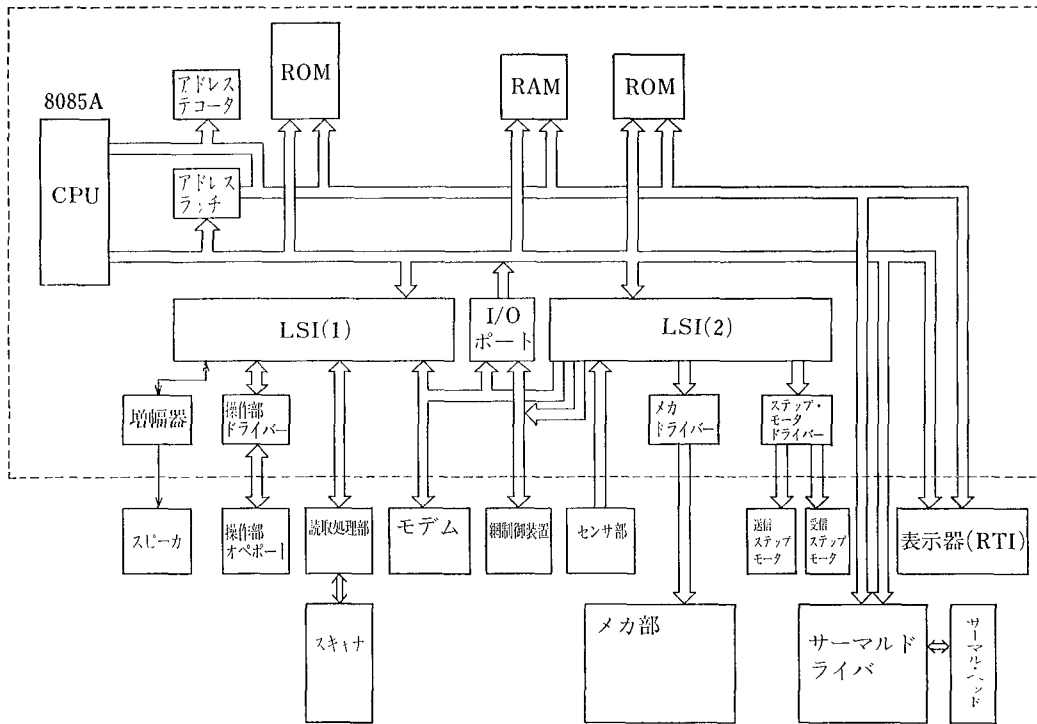 8085A
CPU
アドレス
テコータ
アドレス
ラッチ
ROM
RAM
ROM
LSI(1)
I/O
ポート
LSI(2)
増幅器
操作部
ドライバー
メカ
ドライバー
ステップ・
モータ
ドライバー
スピーカ
操作部
オペポート
読取処理部
モデム
網制御装置
センサ部
送信
ステップ
モータ
受信
ステップ
モータ
表示器(RTI)
スキャナ
メカ部
サーマルド
ライバ
サーマル・ヘッド